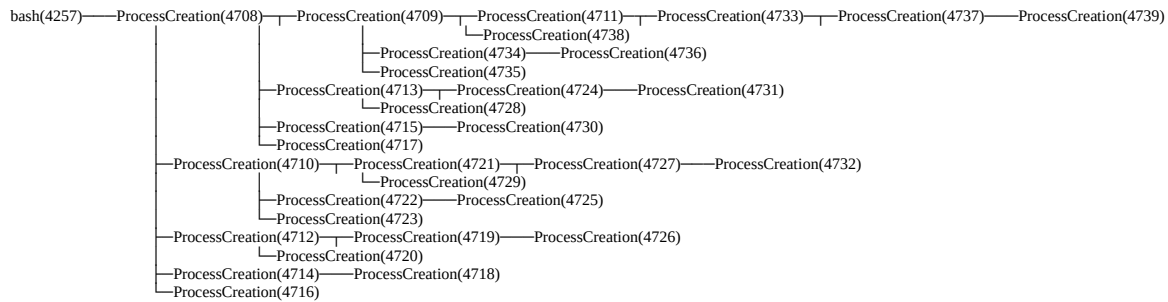 bash(4257)───ProcessCreation(4708)─┬─ProcessCreation(4709)─┬─ProcessCreation(4711)─┬─ProcessCreation(4733)─┬─ProcessCreation(4737)───ProcessCreation(4739)
└─ProcessCreation(4738)
├─ProcessCreation(4734)───ProcessCreation(4736)
└─ProcessCreation(4735)
├─ProcessCreation(4713)─┬─ProcessCreation(4724)───ProcessCreation(4731)
└─ProcessCreation(4728)
├─ProcessCreation(4715)───ProcessCreation(4730)
└─ProcessCreation(4717)
├─ProcessCreation(4710)─┬─ProcessCreation(4721)─┬─ProcessCreation(4727)───ProcessCreation(4732)
└─ProcessCreation(4729)
├─ProcessCreation(4722)───ProcessCreation(4725)
└─ProcessCreation(4723)
├─ProcessCreation(4712)─┬─ProcessCreation(4719)───ProcessCreation(4726)
└─ProcessCreation(4720)
├─ProcessCreation(4714)───ProcessCreation(4718)
└─ProcessCreation(4716)